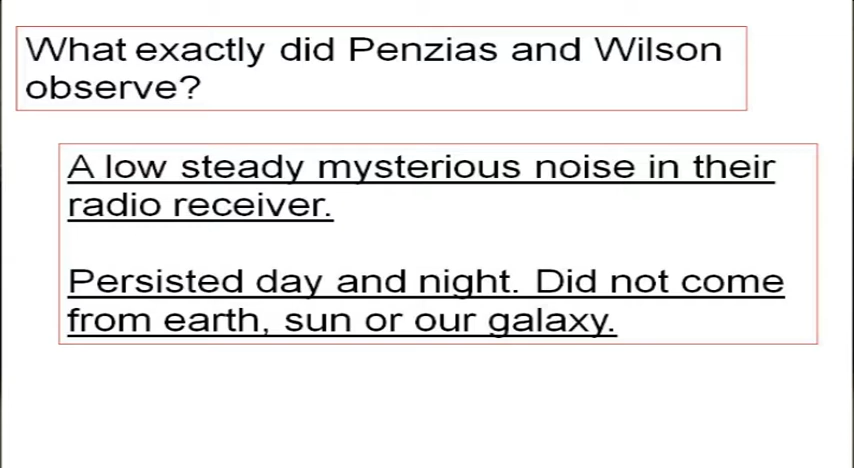 What exactly did Penzias and Wilson
observe?
A low steady mysterious noise in their
radio receiver.
Persisted day and night. Did not come
from earth, sun or our galaxy.